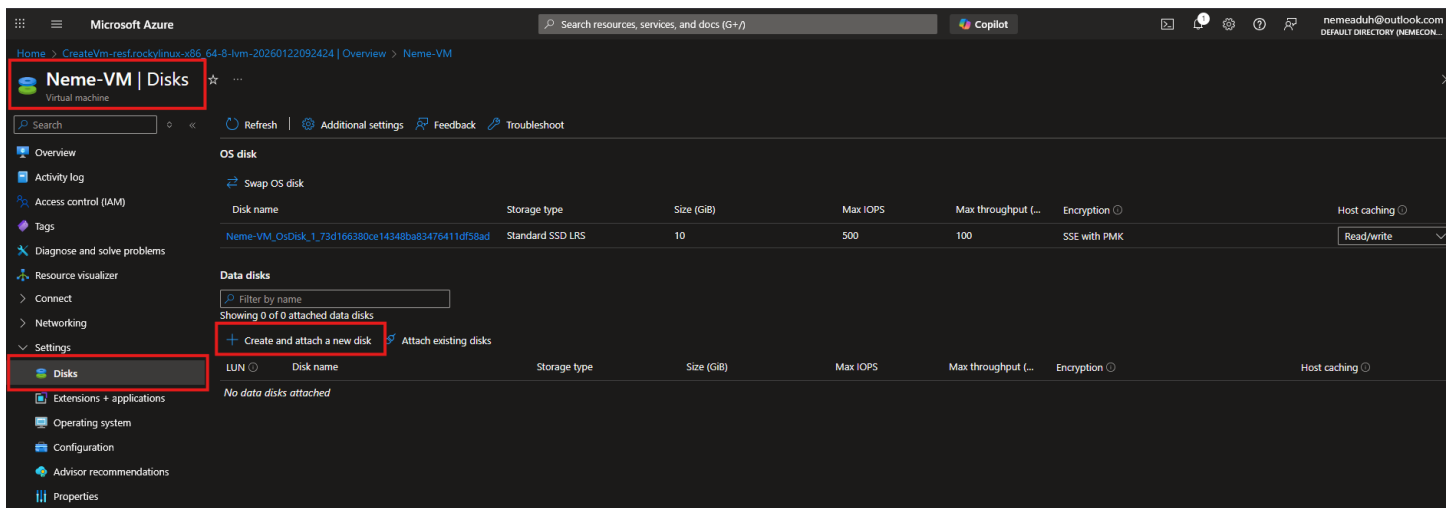 Microsoft Azure
Search resources, services, and docs (G+/)
Copilot
1
nemeaduh@outlook.com
DEFAULT DIRECTORY (NEMECON...
Home > CreateVm-resf.rockylinux-x86_64-8-lvm-20260122092424 | Overview > Neme-VM
Neme-VM | Disks
Virtual machine
Search
Refresh
Additional settings
Feedback
Troubleshoot
Overview
Activity log
Access control (IAM)
Tags
Diagnose and solve problems
Resource visualizer
Connect
Networking
Settings
Disks
Extensions + applications
Operating system
Configuration
Advisor recommendations
Properties
OS disk
Swap OS disk
Disk name Storage type Size (GiB) Max IOPS Max throughput (... Encryption Host caching
Neme-VM_OsDisk_1_73d166380ce14348ba83476411df58ad Standard SSD LRS 10 500 100 SSE with PMK Read/write
Data disks
Filter by name
Showing 0 of 0 attached data disks
Create and attach a new disk Attach existing disks
LUN Disk name Storage type Size (GiB) Max IOPS Max throughput (... Encryption Host caching
No data disks attached